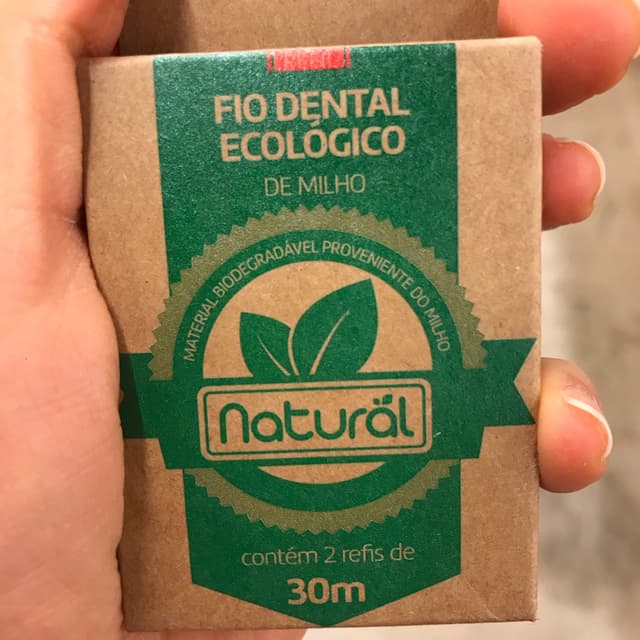 FIO DENTAL
ECOLÓGICO
DE MILHO
MATERIAL BIODEGRADÁVEL PROVENIENTE DO MILHO
Naturäl
contém 2 refis de
30m